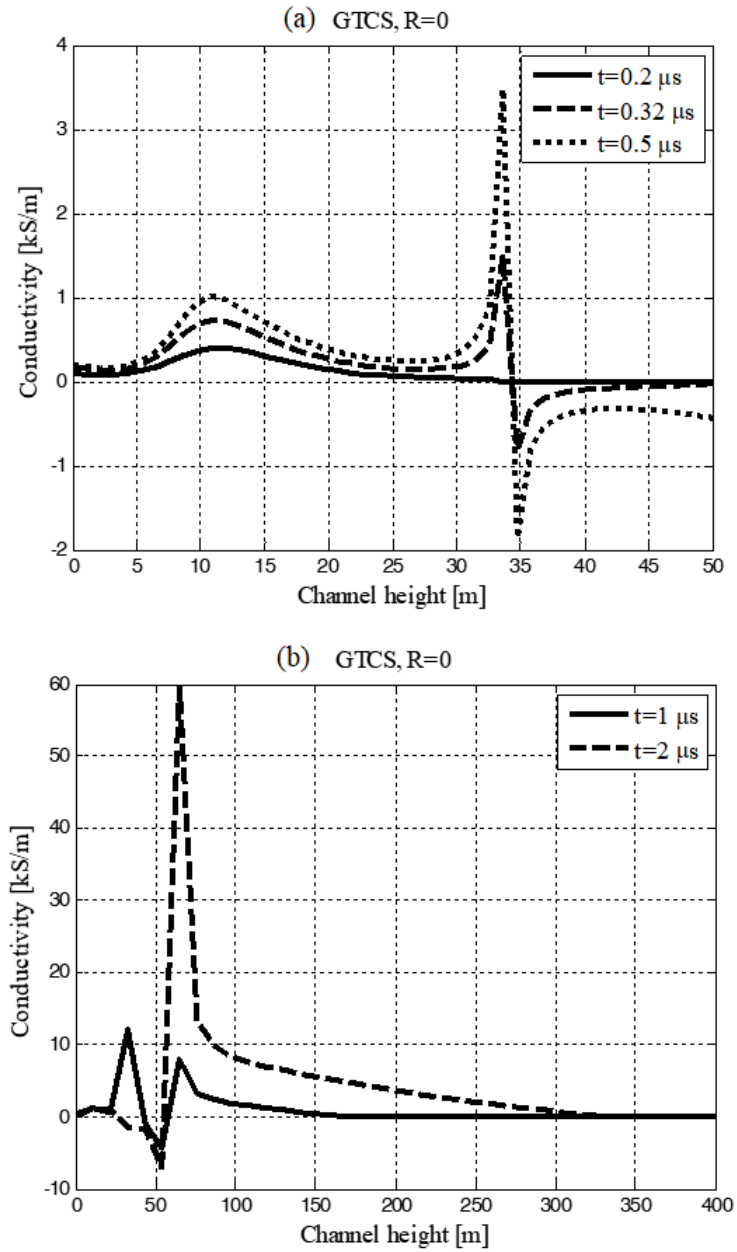 (a) GTCS, R=0
4
3
2
1
0
-1
-2
Conductivity [kS/m]
t=0.2 μs
t=0.32 μs
t=0.5 μs
0 5 10 15 20 25 30 35 40 45 50
Channel height [m]
(b) GTCS, R=0
60
50
40
30
20
10
0
-10
Conductivity [kS/m]
t=1 μs
t=2 μs
0 50 100 150 200 250 300 350 400
Channel height [m]